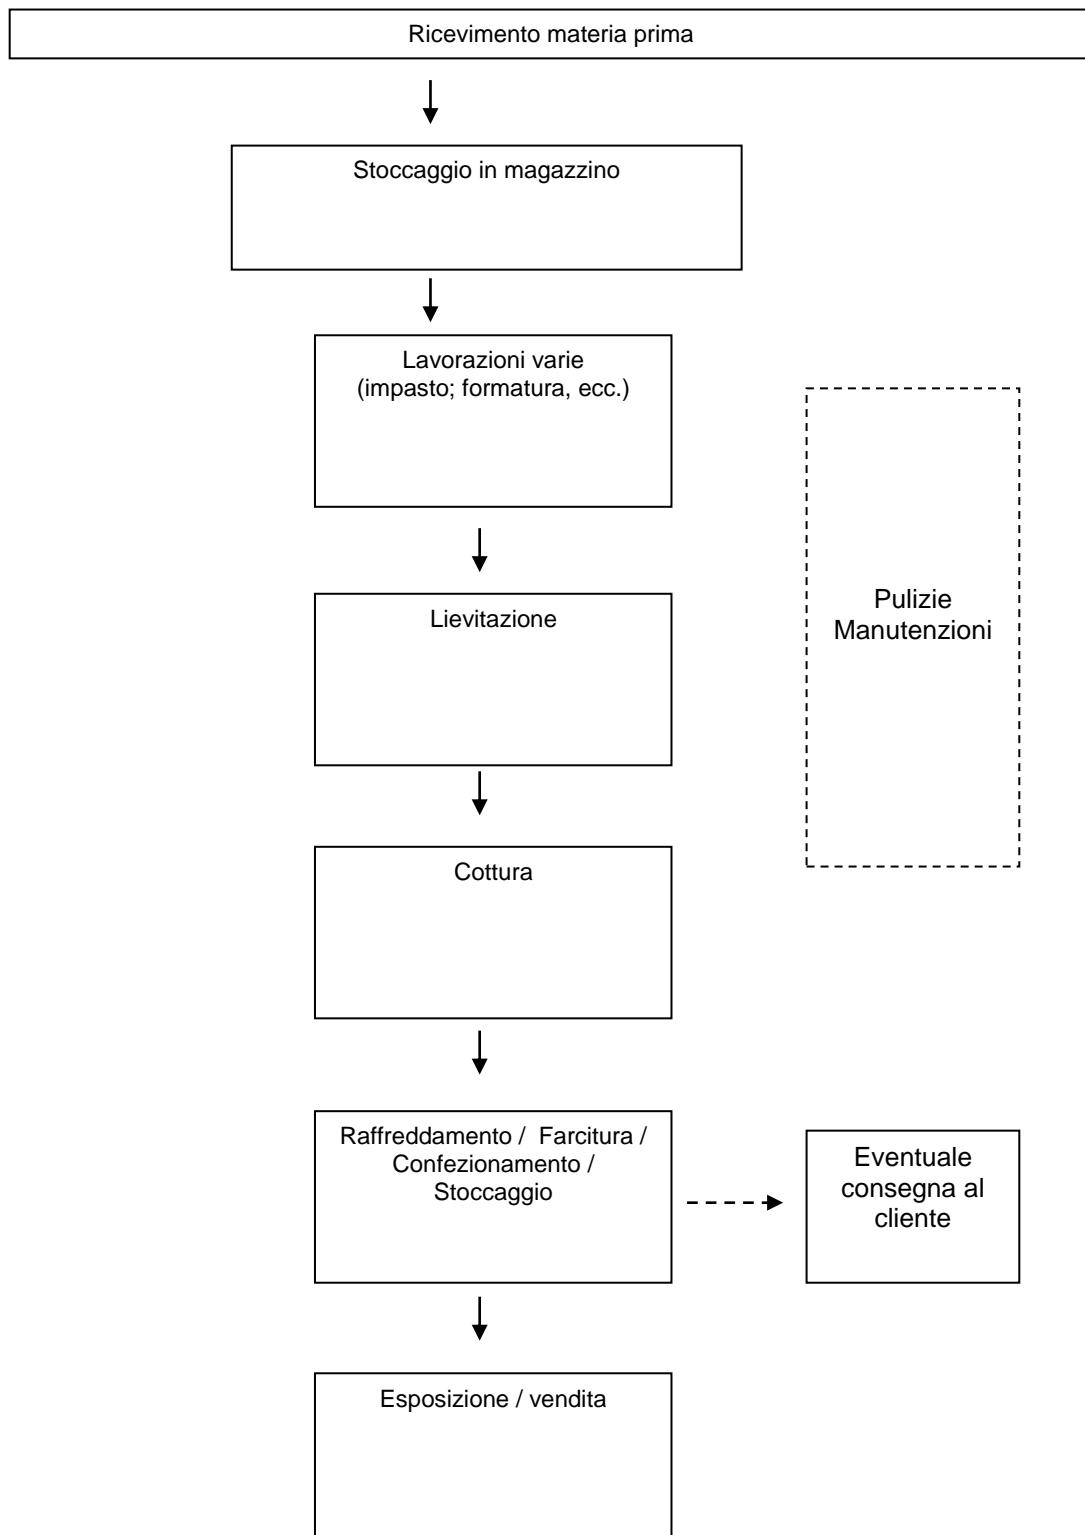 Ricevimento materia prima
Stoccaggio in magazzino
Lavorazioni varie
(impasto; formatura, ecc.)
Pulizie
Manutenzioni
Lievitazione
Cottura
Raffreddamento /  Farcitura /
Confezionamento /
Stoccaggio
Eventuale
consegna al
cliente
Esposizione / vendita